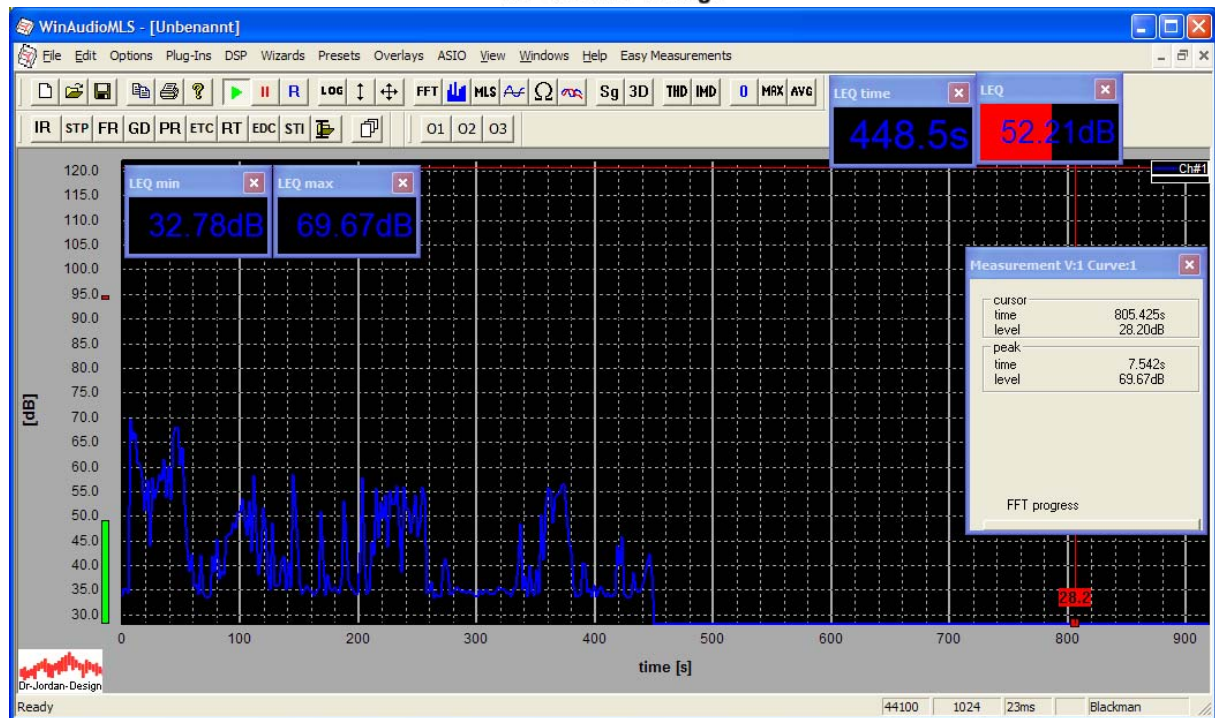 WinAudioMLS - [Unbenannt]
File Edit Options Plug-Ins DSP Wizards Presets Overlays ASIO View Windows Help Easy Measurements
R LOG FFT MLS Ω Sg 3D THD IMD 0 MAX AVG
IR STP FR GD PR ETC RT EDC STI O1 O2 O3
LEQ time
448.5s
LEQ
52.21dB
LEQ min
32.78dB
LEQ max
69.67dB
Ch#1
Measurement V:1 Curve:1
cursor
time 805.425s
level 28.20dB
peak
time 7.542s
level 69.67dB
FFT progress
[dB]
120.0
115.0
110.0
105.0
100.0
95.0
90.0
85.0
80.0
75.0
70.0
65.0
60.0
55.0
50.0
45.0
40.0
35.0
30.0
28.2
0 100 200 300 400 500 600 700 800 900
time [s]
Dr-Jordan-Design
Ready 44100 1024 23ms Blackman